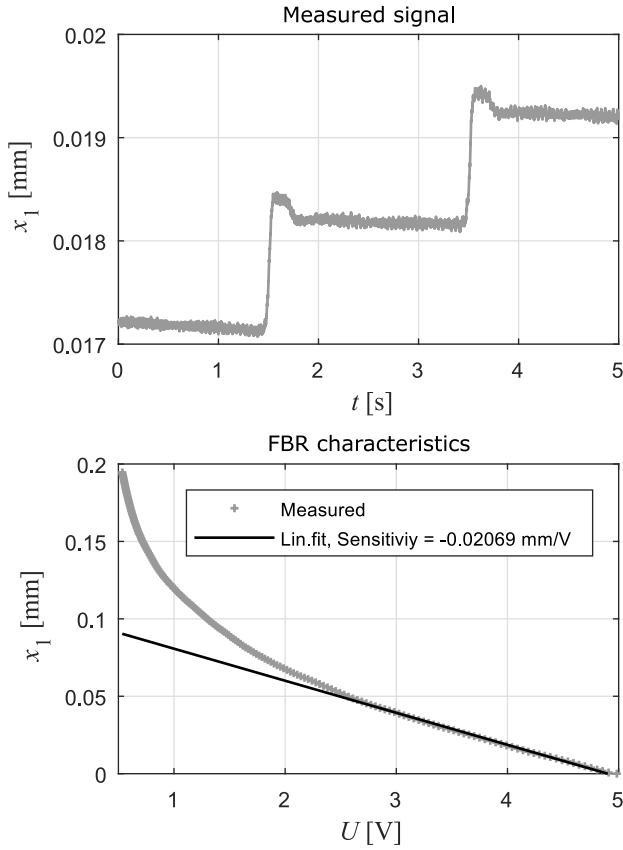 Measured signal
0.02
0.019
0.018
0.017
x1 [mm]
0 1 2 3 4 5
t [s]
FBR characteristics
0.2
0.15
0.1
0.05
0
x1 [mm]
Measured
Lin.fit, Sensitiviy = -0.02069 mm/V
1 2 3 4 5
U [V]